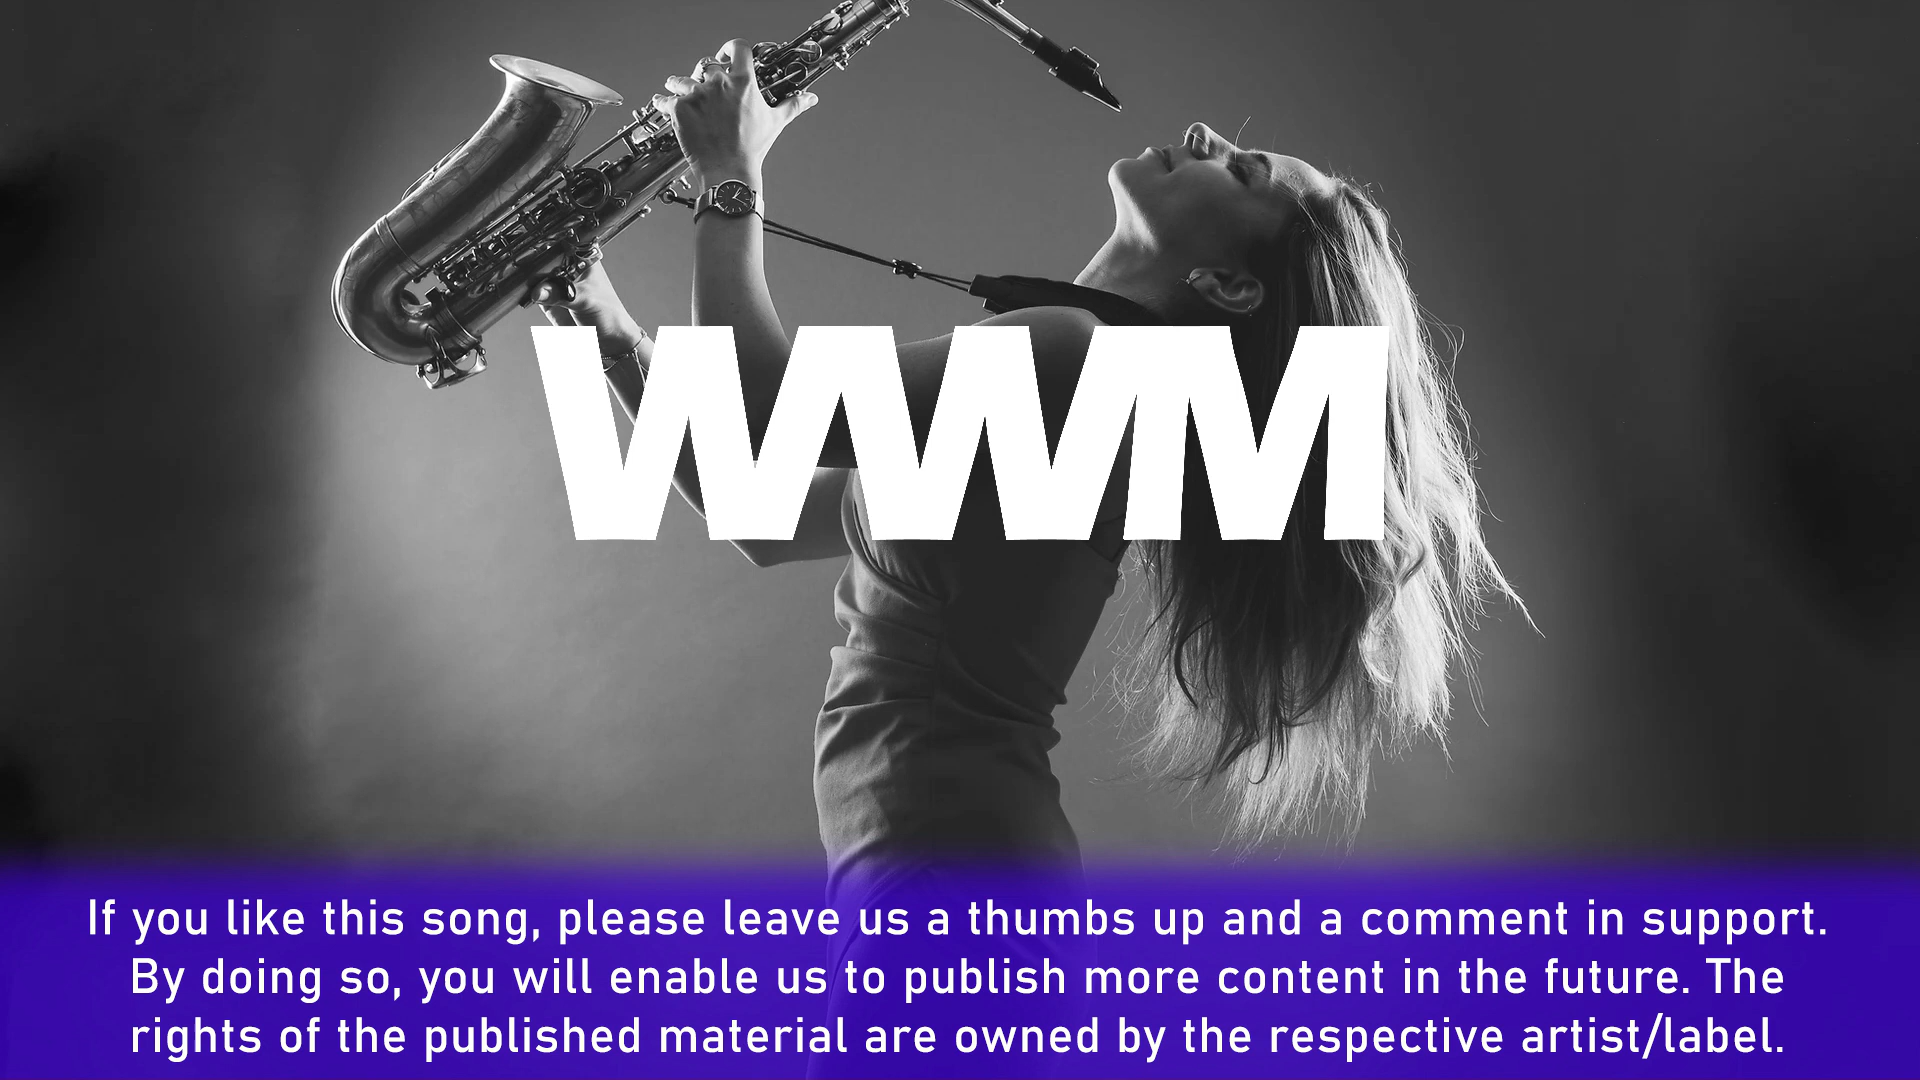 WWM
If you like this song, please leave us a thumbs up and a comment in support.
By doing so, you will enable us to publish more content in the future. The
rights of the published material are owned by the respective artist/label.